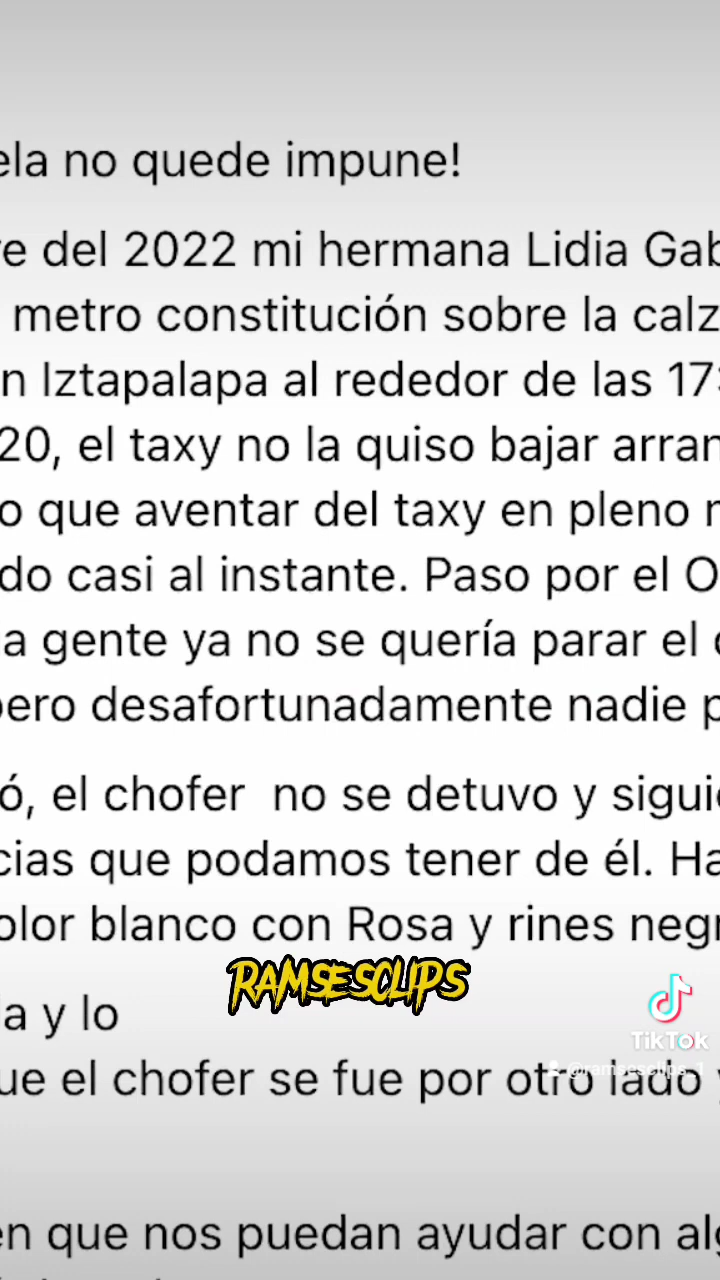 ela no quede impune!
e del 2022 mi hermana Lidia Gab
metro constitución sobre la calz
n Iztapalapa al rededor de las 17:
20, el taxy no la quiso bajar arran
o que aventar del taxy en pleno
do casi al instante. Paso por el O
a gente ya no se quería parar el
pero desafortunadamente nadie p
ó, el chofer no se detuvo y sigui
cias que podamos tener de él. Ha
olor blanco con Rosa y rines negr
RAMSESCLIPS
la y lo
TikTok
@ramsesclips_1
ue el chofer se fue por otro lado y
en que nos puedan ayudar con alg